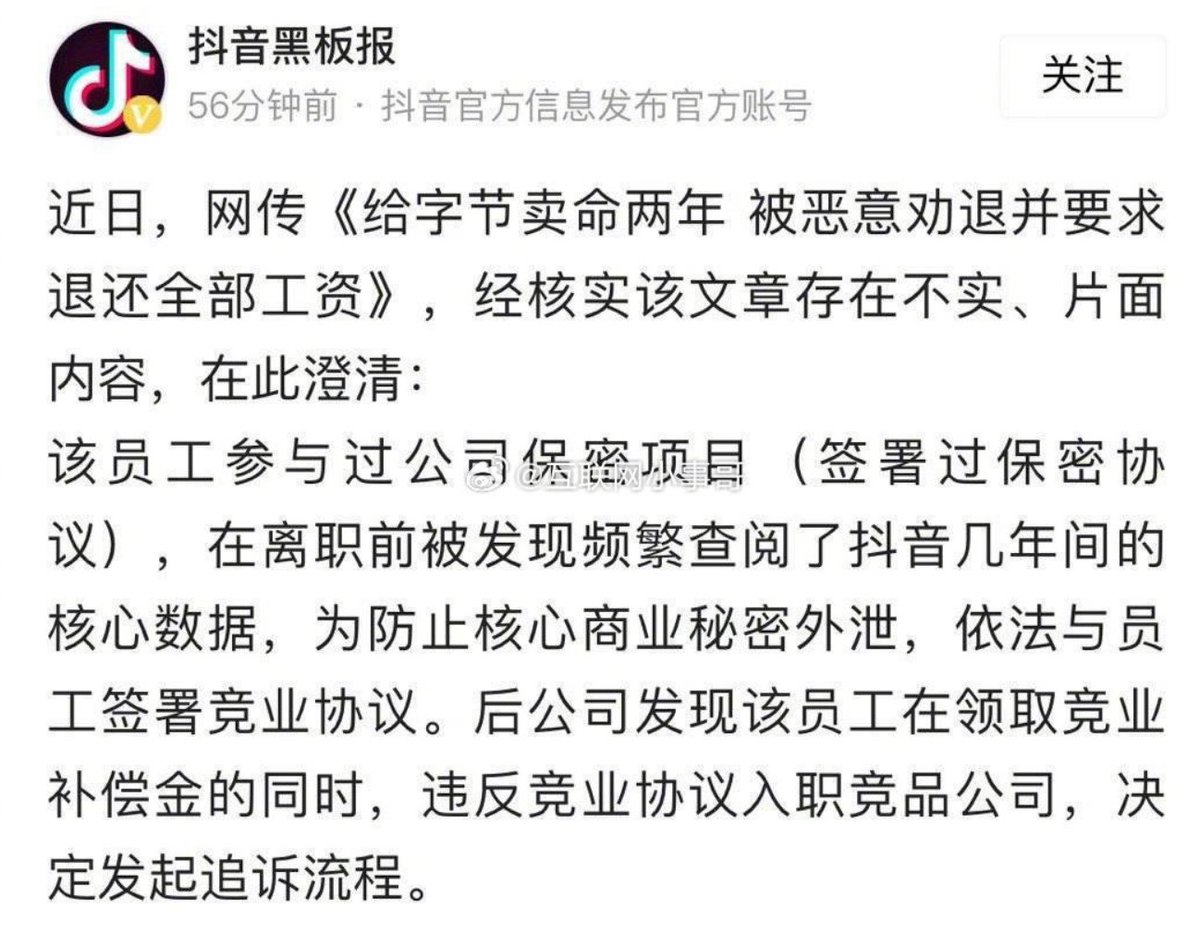 抖音黑板报
56分钟前 · 抖音官方信息发布官方账号
关注
近日，网传《给字节卖命两年 被恶意劝退并要求
退还全部工资》，经核实该文章存在不实、片面
内容，在此澄清：
该员工参与过公司保密项目（签署过保密协
@互联网小事哥
议），在离职前被发现频繁查阅了抖音几年间的
核心数据，为防止核心商业秘密外泄，依法与员
工签署竞业协议。后公司发现该员工在领取竞业
补偿金的同时，违反竞业协议入职竞品公司，决
定发起追诉流程。